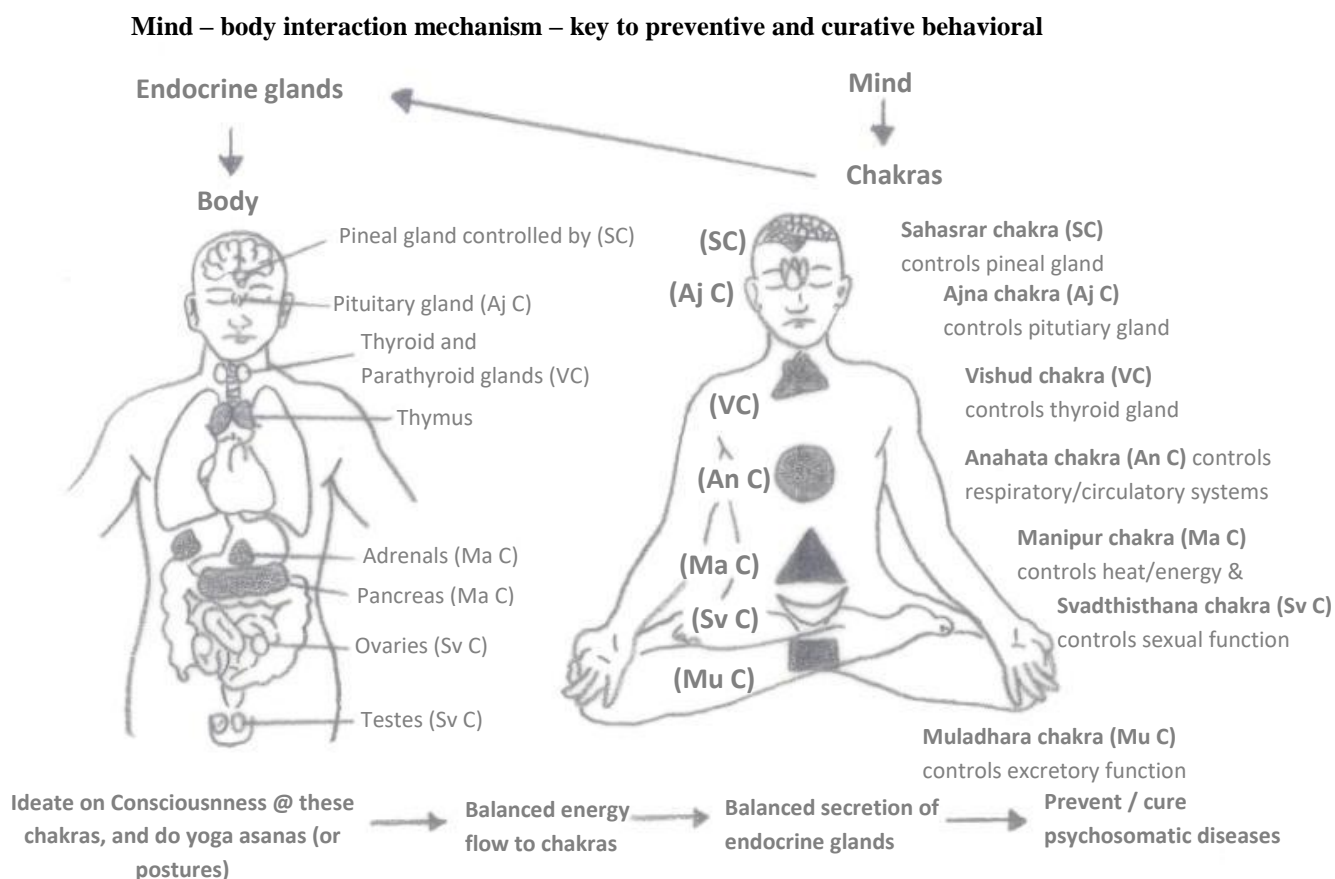 Mind – body interaction mechanism – key to preventive and curative behavioral
Endocrine glands
Body
Mind
Chakras
Pineal gland controlled by (SC)
Pituitary gland (Aj C)
Thyroid and
Parathyroid glands (VC)
Thymus
Adrenals (Ma C)
Pancreas (Ma C)
Ovaries (Sv C)
Testes (Sv C)
(SC)
(Aj C)
(VC)
(An C)
(Ma C)
(Sv C)
(Mu C)
Sahasrar chakra (SC)
controls pineal gland
Ajna chakra (Aj C)
controls pitutiary gland
Vishud chakra (VC)
controls thyroid gland
Anahata chakra (An C) controls
respiratory/circulatory systems
Manipur chakra (Ma C)
controls heat/energy &
Svadthisthana chakra (Sv C)
controls sexual function
Muladhara chakra (Mu C)
controls excretory function
Ideate on Consciousnness @ these
chakras, and do yoga asanas (or
postures)
Balanced energy
flow to chakras
Balanced secretion of
endocrine glands
Prevent / cure
psychosomatic diseases